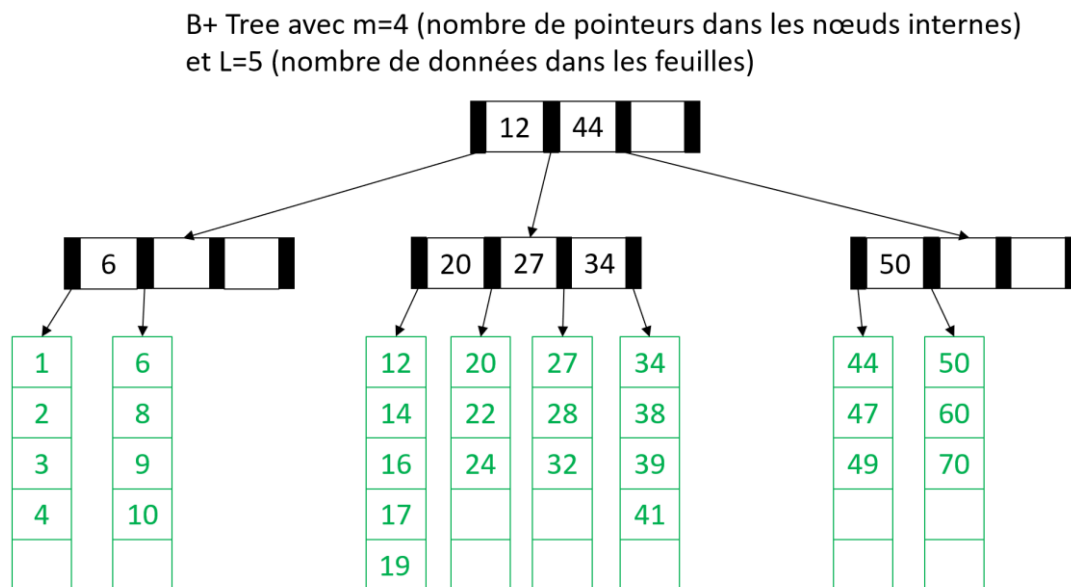 B+ Tree avec m=4 (nombre de pointeurs dans les nœuds internes)
et L=5 (nombre de données dans les feuilles)
12 44
6
20 27 34
50
1 6 12 20 27 34 44 50
2 8 14 22 28 38 47 60
3 9 16 24 32 39 49 70
4 10 17 41
19